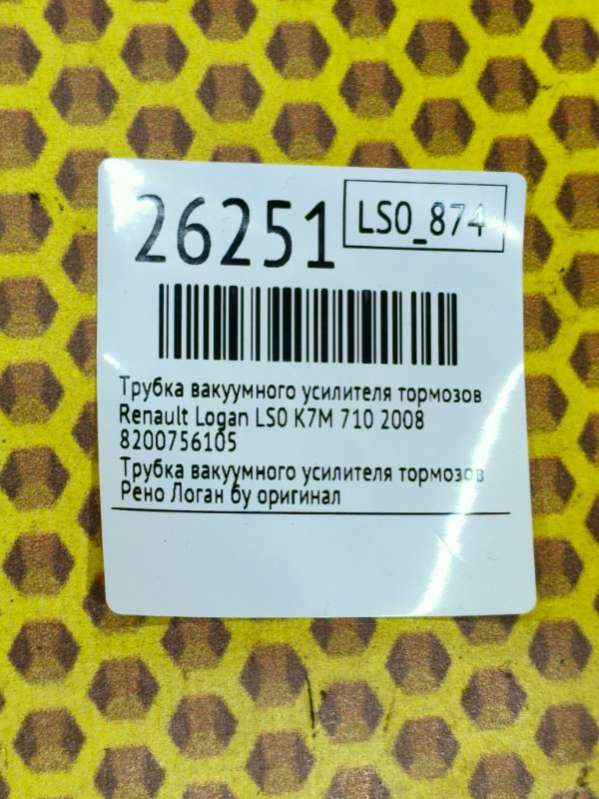 26251
LS0_874
Трубка вакуумного усилителя тормозов
Renault Logan LS0 K7M 710 2008
8200756105
Трубка вакуумного усилителя тормозов
Рено Логан бу оригинал